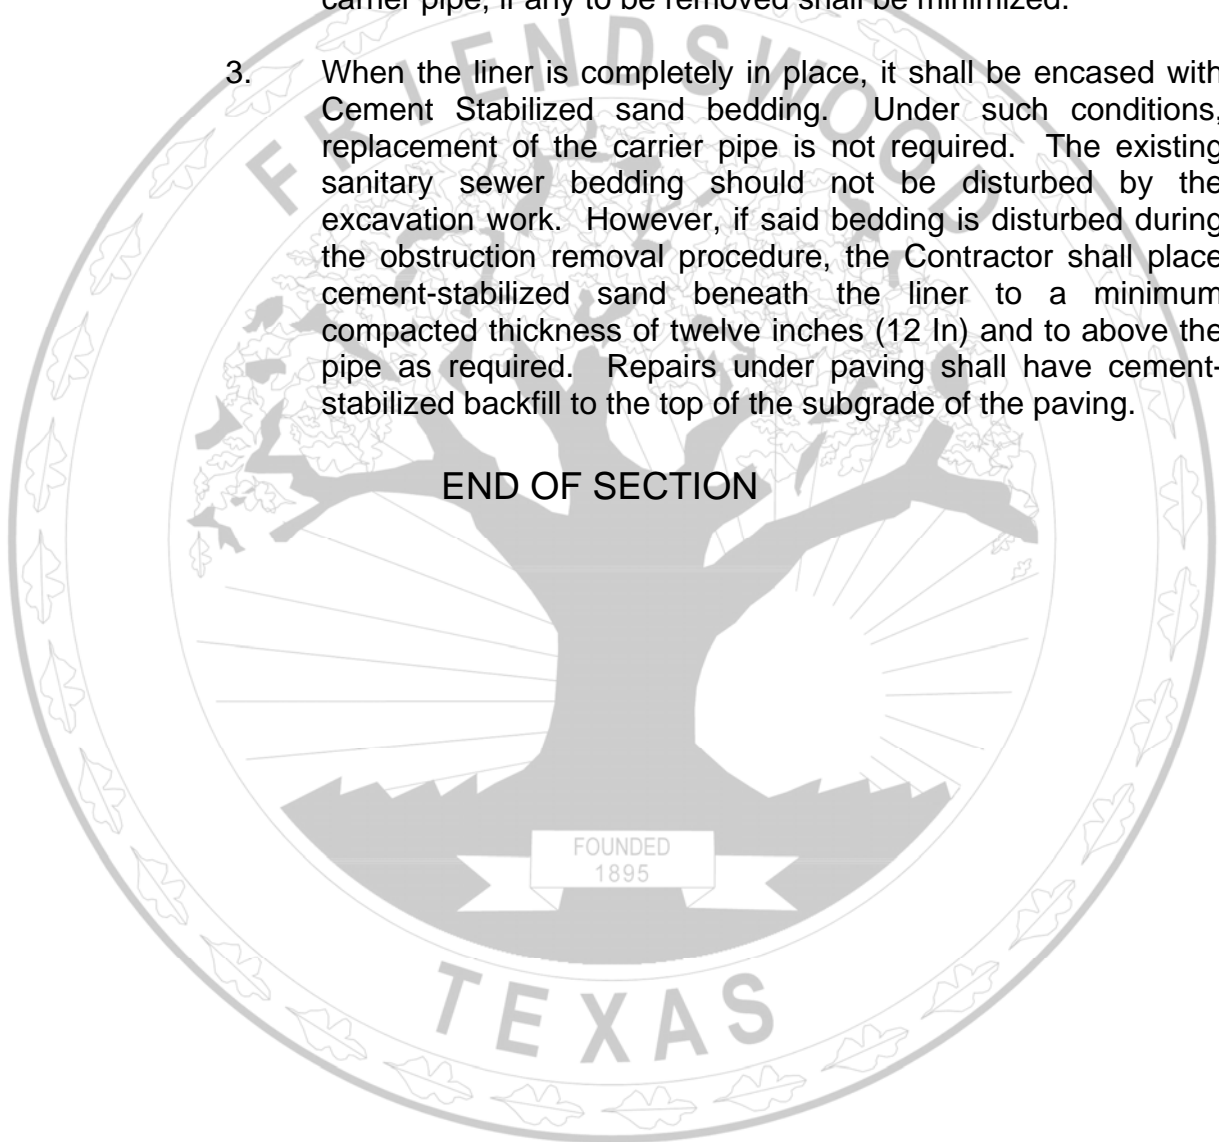 carrier pipe, if any to be removed shall be minimized.
3. When the liner is completely in place, it shall be encased with
Cement Stabilized sand bedding. Under such conditions,
replacement of the carrier pipe is not required. The existing
sanitary sewer bedding should not be disturbed by the
excavation work. However, if said bedding is disturbed during
the obstruction removal procedure, the Contractor shall place
cement-stabilized sand beneath the liner to a minimum
compacted thickness of twelve inches (12 In) and to above the
pipe as required. Repairs under paving shall have cement-
stabilized backfill to the top of the subgrade of the paving.
END OF SECTION
FRIENDSWOOD
FOUNDED
1895
TEXAS